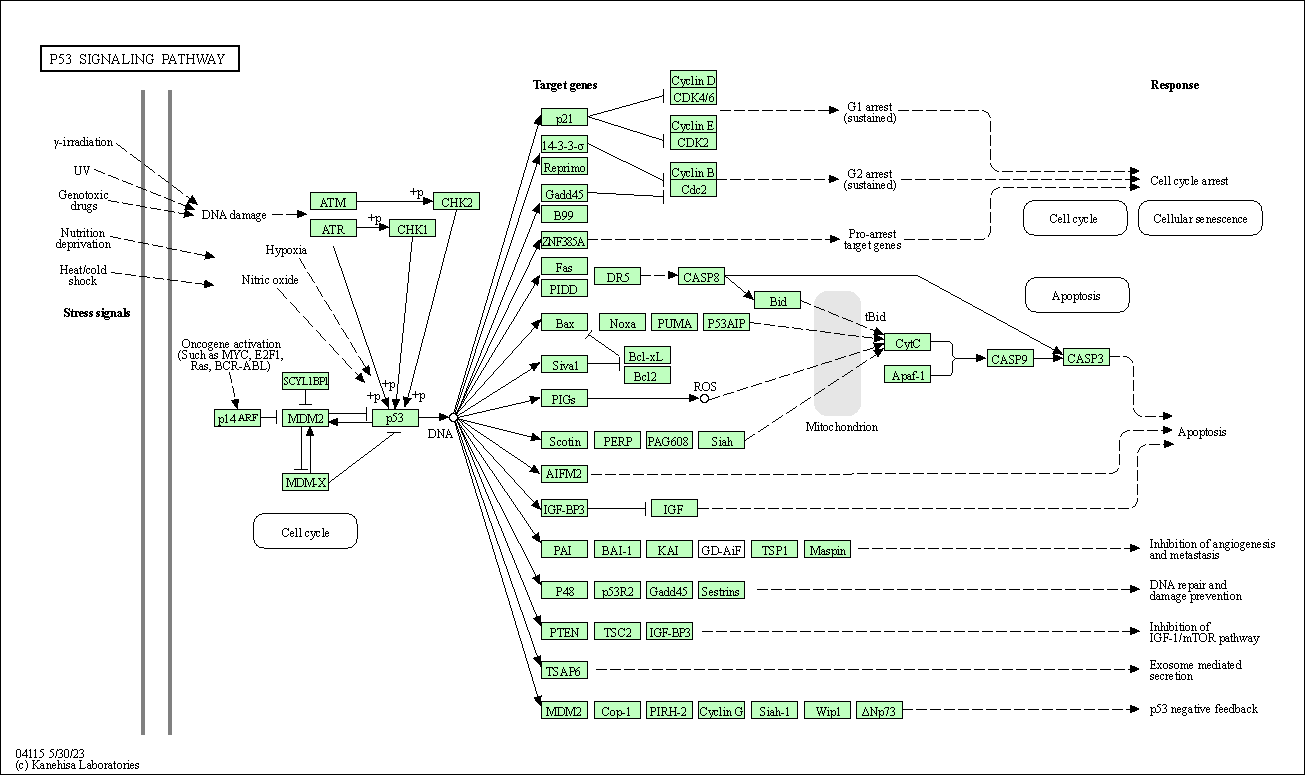 P53 SIGNALING PATHWAY
Target genes
Response
Cyclin D
CDK4/6
p21
G1 arrest
(sustained)
Cyclin E
CDK2
γ-irradiation
14-3-3-σ
Reprimo
Cyclin B
Cdc2
G2 arrest
(sustained)
Cell cycle arrest
UV
Genotoxic
drugs
DNA damage
ATM
+p
CHK2
Gadd45
B99
ATR
+p
CHK1
Cell cycle
Cellular senescence
Nutrition
deprivation
Hypoxia
ZNF385A
Pro-arrest
target genes
Heat/cold
shock
Nitric oxide
Fas
PIDD
DR5
CASP8
Bid
Apoptosis
Stress signals
Bax
Noxa
PUMA
P53AIP
tBid
CytC
Oncogene activation
(Such as MYC, E2F1,
Ras, BCR-ABL)
Siva1
Bcl-xL
Bcl2
Apaf-1
CASP9
CASP3
SCYL1BP1
+p
+p
PIGs
ROS
p14ARF
MDM2
p53
DNA
Mitochondrion
Apoptosis
Scotin
PERP
PAG608
Siah
MDM-X
AIFM2
IGF-BP3
IGF
Cell cycle
PAI
BAI-1
KAI
GD-AiF
TSP1
Maspin
Inhibition of angiogenesis
and metastasis
P48
p53R2
Gadd45
Sestrins
DNA repair and
damage prevention
PTEN
TSC2
IGF-BP3
Inhibition of
IGF-1/mTOR pathway
TSAP6
Exosome mediated
secretion
MDM2
Cop-1
PIRH-2
Cyclin G
Siah-1
Wip1
ΔNp73
p53 negative feedback
04115 5/30/23
(c) Kanehisa Laboratories